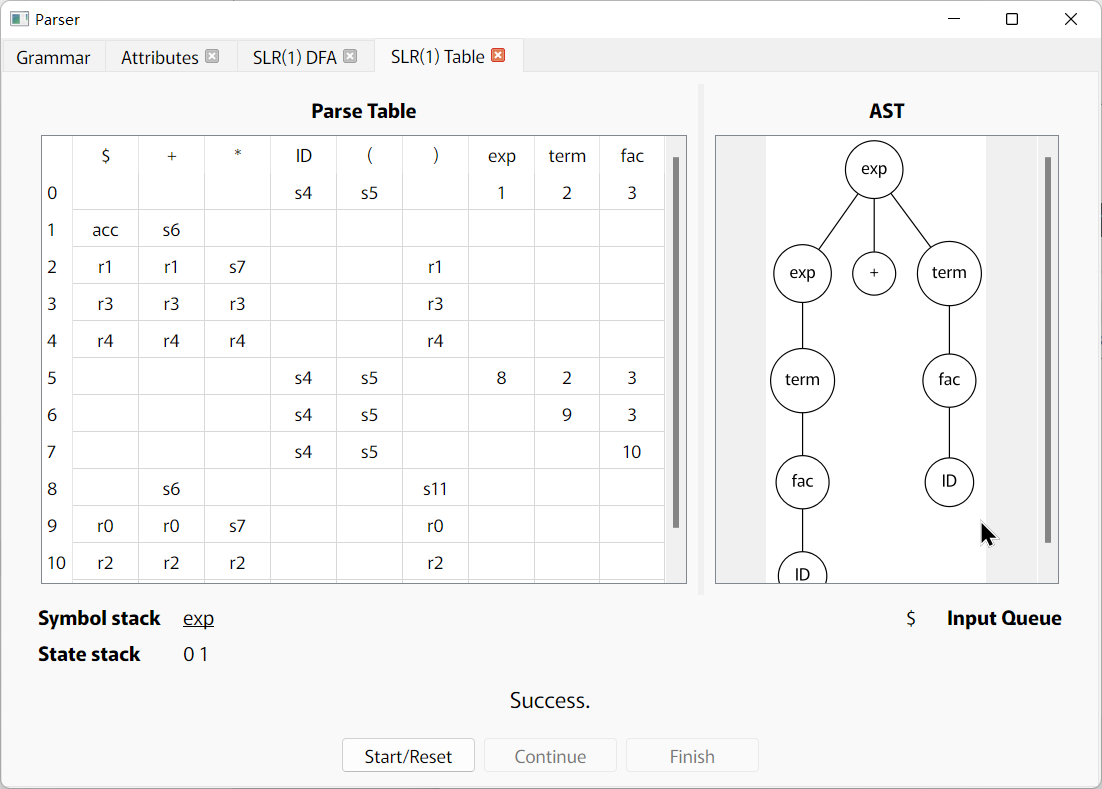 Parser
Grammar Attributes SLR(1) DFA SLR(1) Table
Parse Table
$ + * ID ( ) exp term fac
0 s4 s5 1 2 3
1 acc s6
2 r1 r1 s7 r1
3 r3 r3 r3 r3
4 r4 r4 r4 r4
5 s4 s5 8 2 3
6 s4 s5 9 3
7 s4 s5 10
8 s6 s11
9 r0 r0 s7 r0
10 r2 r2 r2 r2
AST
exp
exp + term
term fac
fac ID
ID
Symbol stack exp
$ Input Queue
State stack 0 1
Success.
Start/Reset Continue Finish